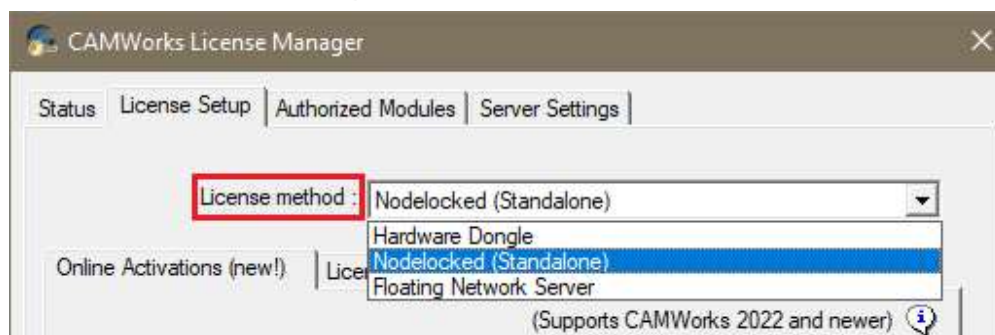 CAMWorks License Manager
Status License Setup Authorized Modules Server Settings
License method : Nodelocked (Standalone)
Hardware Dongle
Nodelocked (Standalone)
Floating Network Server
Online Activations (new!)
(Supports CAMWorks 2022 and newer)